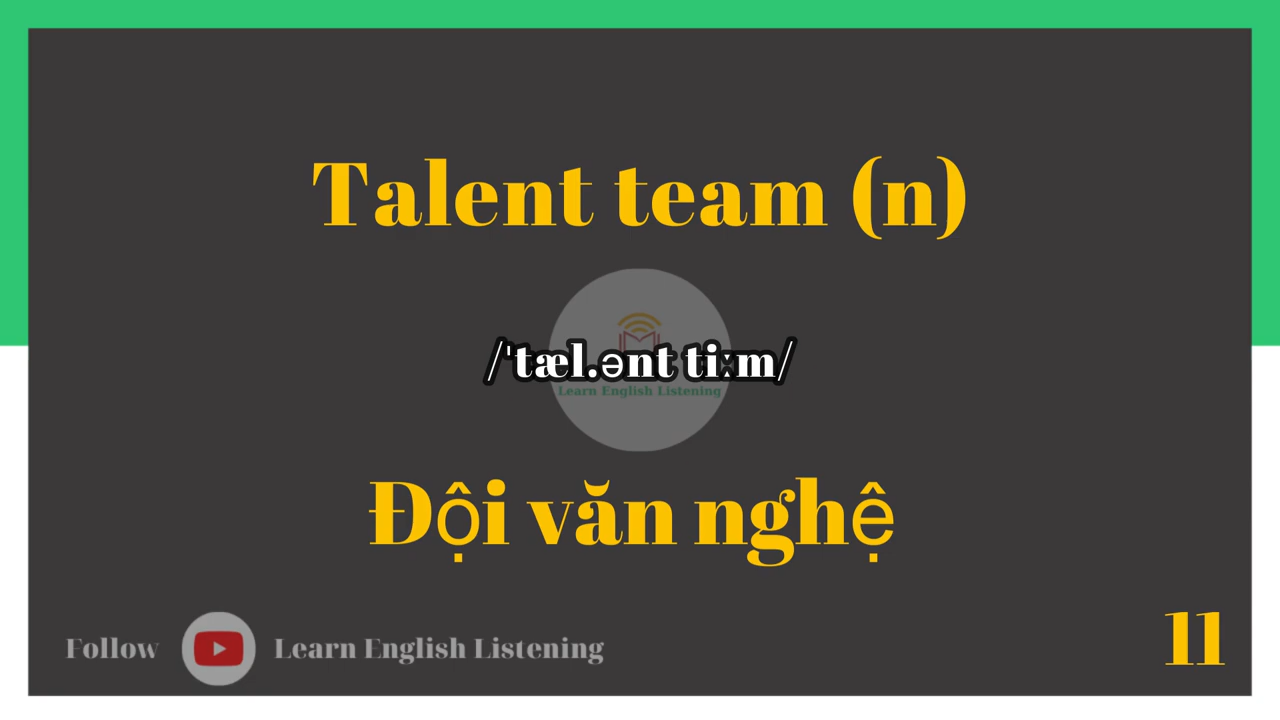 Talent team (n)
/ˈtæl.ənt tiːm/
Learn English Listening
Đội văn nghệ
Follow Learn English Listening
11